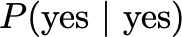 P(yes | yes)